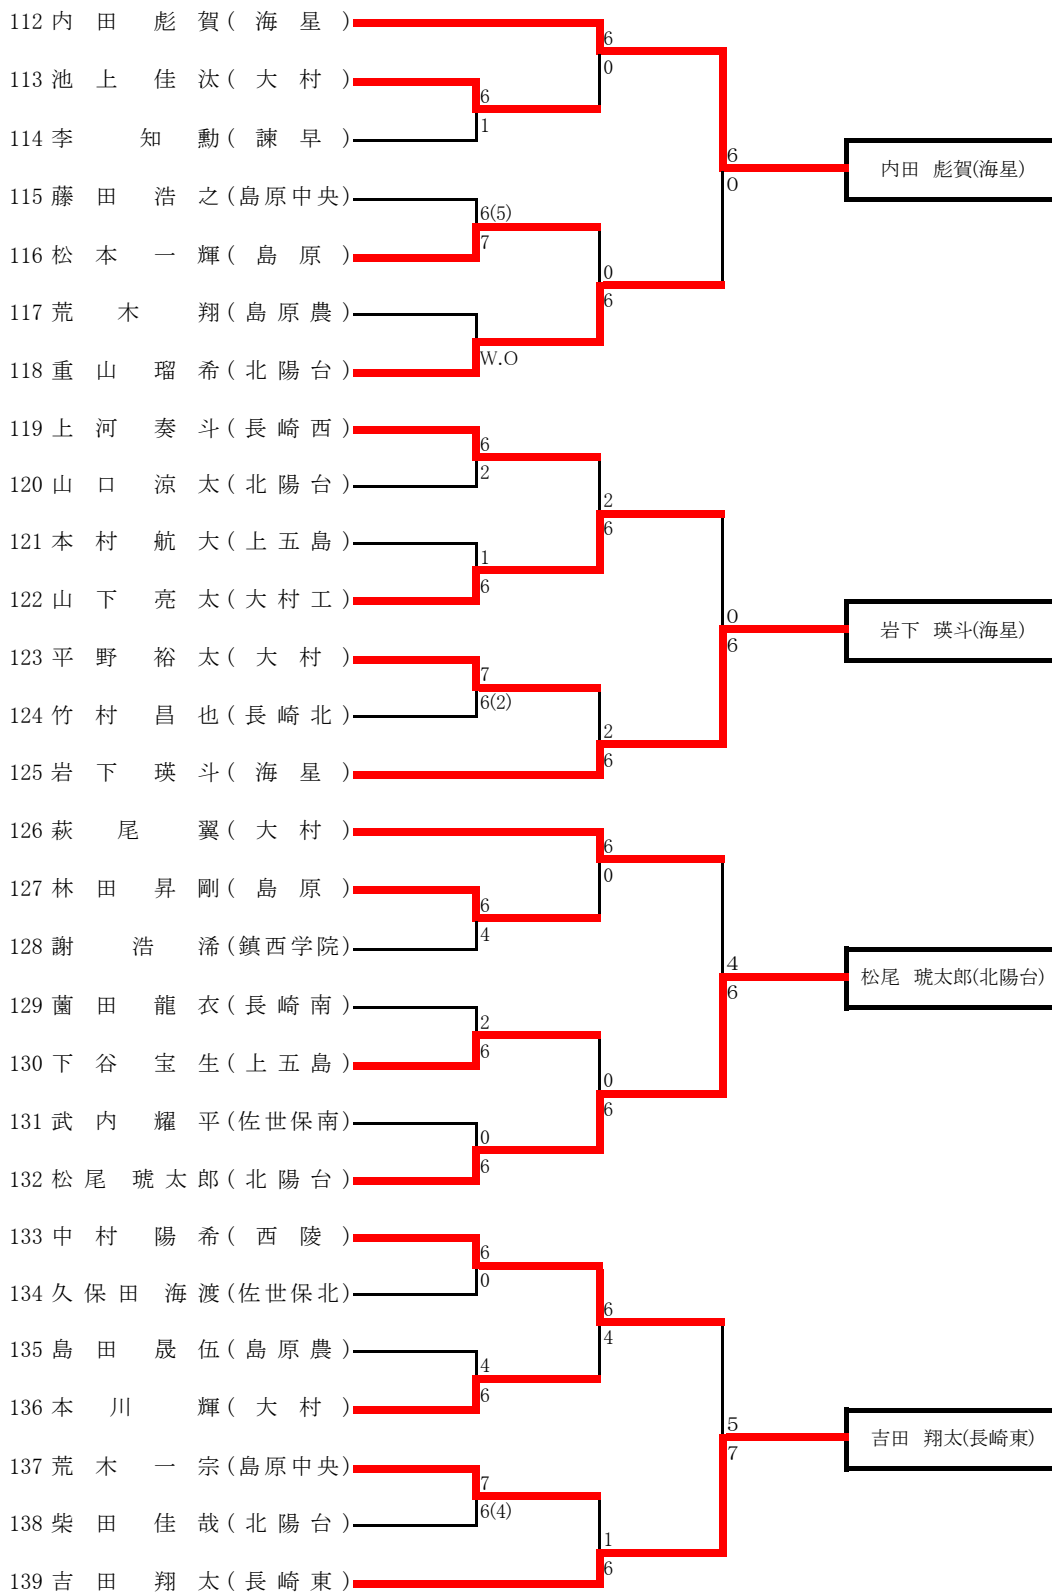 112 内田 彪賀(海星)
6
0
113 池上 佳汰(大村)
6
1
114 李 知勳(諫早)
6
0
内田 彪賀(海星)
115 藤田 浩之(島原中央)
6(5)
7
116 松本 一輝(島原)
0
6
117 荒木 翔(島原農)
W.O
118 重山 瑠希(北陽台)
119 上河 奏斗(長崎西)
6
2
120 山口 涼太(北陽台)
2
6
121 本村 航大(上五島)
1
6
122 山下 亮太(大村工)
0
6
岩下 瑛斗(海星)
123 平野 裕太(大村)
7
6(2)
124 竹村 昌也(長崎北)
2
6
125 岩下 瑛斗(海星)
126 萩尾 翼(大村)
6
0
127 林田 昇剛(島原)
6
4
128 謝 浩浠(鎮西学院)
4
6
松尾 琥太郎(北陽台)
129 薗田 龍衣(長崎南)
2
6
130 下谷 宝生(上五島)
0
6
131 武内 耀平(佐世保南)
0
6
132 松尾 琥太郎(北陽台)
133 中村 陽希(西陵)
6
0
134 久保田 海渡(佐世保北)
6
4
135 島田 晟伍(島原農)
4
6
136 本川 輝(大村)
5
7
吉田 翔太(長崎東)
137 荒木 一宗(島原中央)
7
6(4)
138 柴田 佳哉(北陽台)
1
6
139 吉田 翔太(長崎東)